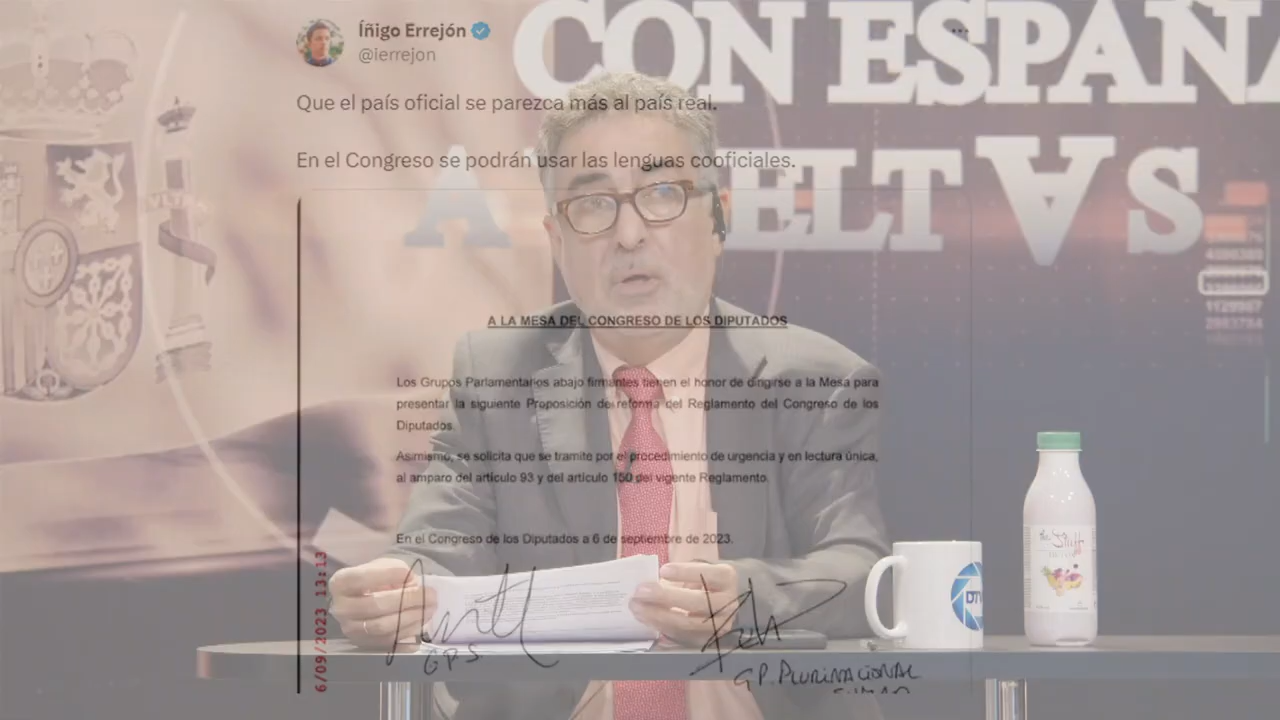 CON ESPAÑA
A VUELTAS
Íñigo Errejón
@ierrejon
Que el país oficial se parezca más al país real.
En el Congreso se podrán usar las lenguas cooficiales.
A LA MESA DEL CONGRESO DE LOS DIPUTADOS
Los Grupos Parlamentarios abajo firmantes tienen el honor de dirigirse a la Mesa para
presentar la siguiente Proposición de reforma del Reglamento del Congreso de los
Diputados.
Asimismo, se solicita que se tramite por el procedimiento de urgencia y en lectura única,
al amparo del artículo 93 y del artículo 150 del vigente Reglamento.
En el Congreso de los Diputados a 6 de septiembre de 2023.
6/09/2023 13:13
GPS
GP. PLURINACIONAL
SUMAR